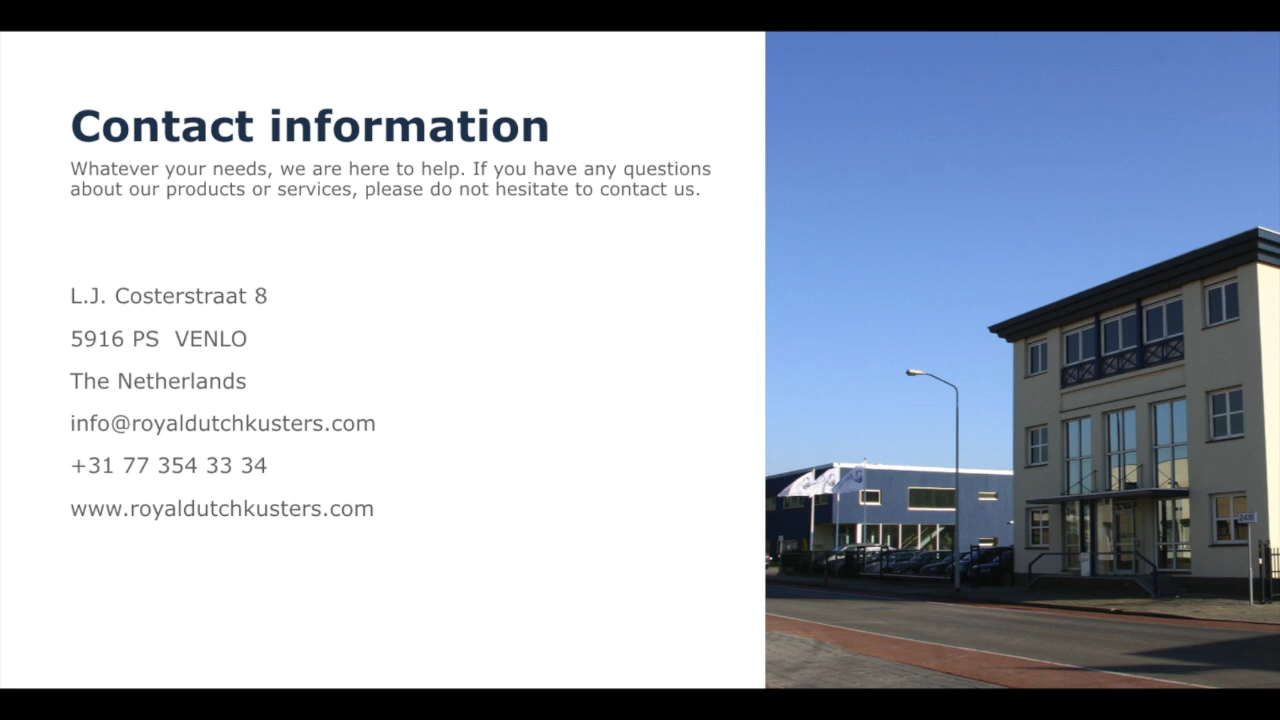 Contact information
Whatever your needs, we are here to help. If you have any questions
about our products or services, please do not hesitate to contact us.
L.J. Costerstraat 8
5916 PS  VENLO
The Netherlands
info@royaldutchkusters.com
+31 77 354 33 34
www.royaldutchkusters.com